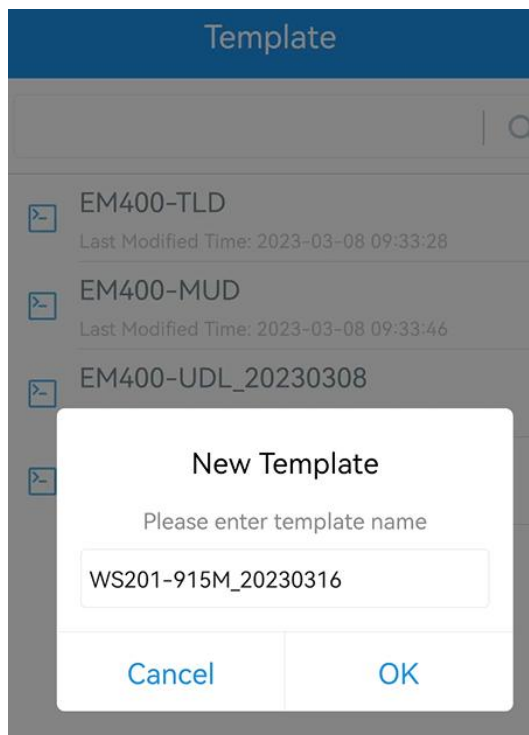 Template
EM400-TLD
Last Modified Time: 2023-03-08 09:33:28
EM400-MUD
Last Modified Time: 2023-03-08 09:33:46
EM400-UDL_20230308
New Template
Please enter template name
WS201-915M_20230316
Cancel
OK